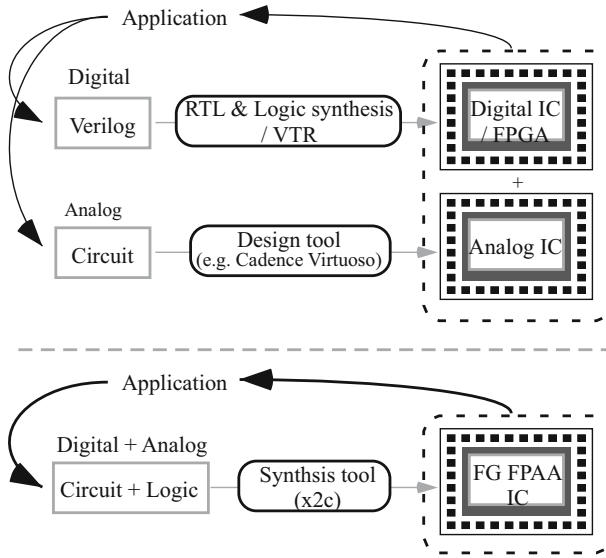 Application
Digital
Verilog
RTL & Logic synthesis
/ VTR
Digital IC
/ FPGA
+
Analog
Circuit
Design tool
(e.g. Cadence Virtuoso)
Analog IC
Application
Digital + Analog
Circuit + Logic
Synthsis tool
(x2c)
FG FPAA
IC